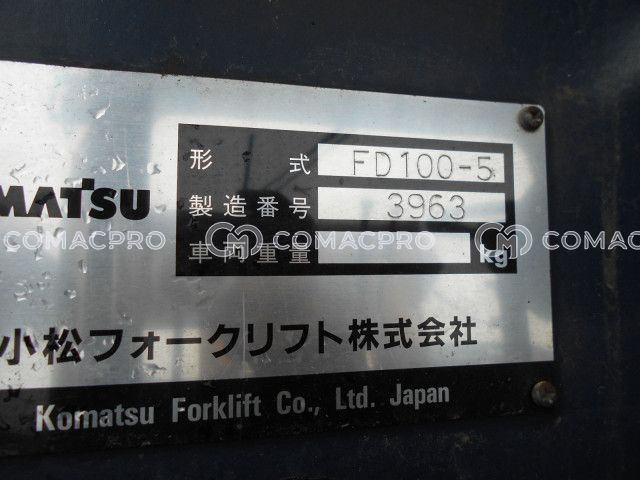 形式 FD100-5
MATSU
製造番号 3963
COMACPRO COMACPRO COMACPRO
車両重量 kg
小松フォークリフト株式会社
Komatsu Forklift Co., Ltd. Japan